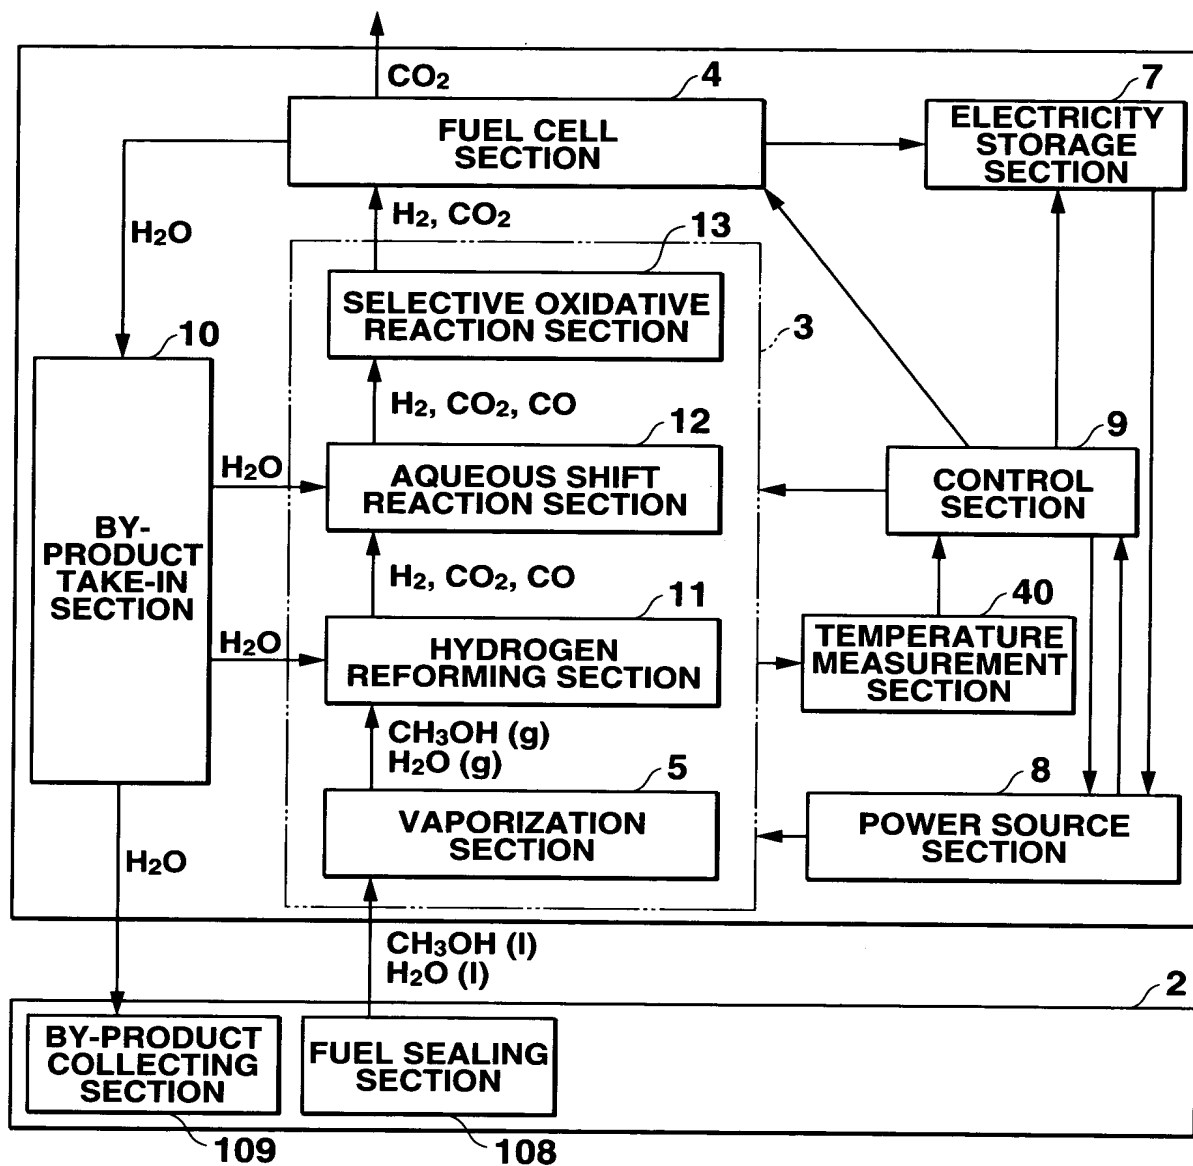 CO₂
4
7
FUEL CELL
SECTION
ELECTRICITY
STORAGE
SECTION
H₂O
H₂, CO₂
13
SELECTIVE OXIDATIVE
REACTION SECTION
3
10
H₂, CO₂, CO
12
9
H₂O
AQUEOUS SHIFT
REACTION SECTION
CONTROL
SECTION
BY-
PRODUCT
TAKE-IN
SECTION
H₂, CO₂, CO
11
40
H₂O
HYDROGEN
REFORMING SECTION
TEMPERATURE
MEASUREMENT
SECTION
CH₃OH (g)
H₂O (g)
5
8
VAPORIZATION
SECTION
POWER SOURCE
SECTION
H₂O
CH₃OH (l)
H₂O (l)
2
BY-PRODUCT
COLLECTING
SECTION
FUEL SEALING
SECTION
109
108